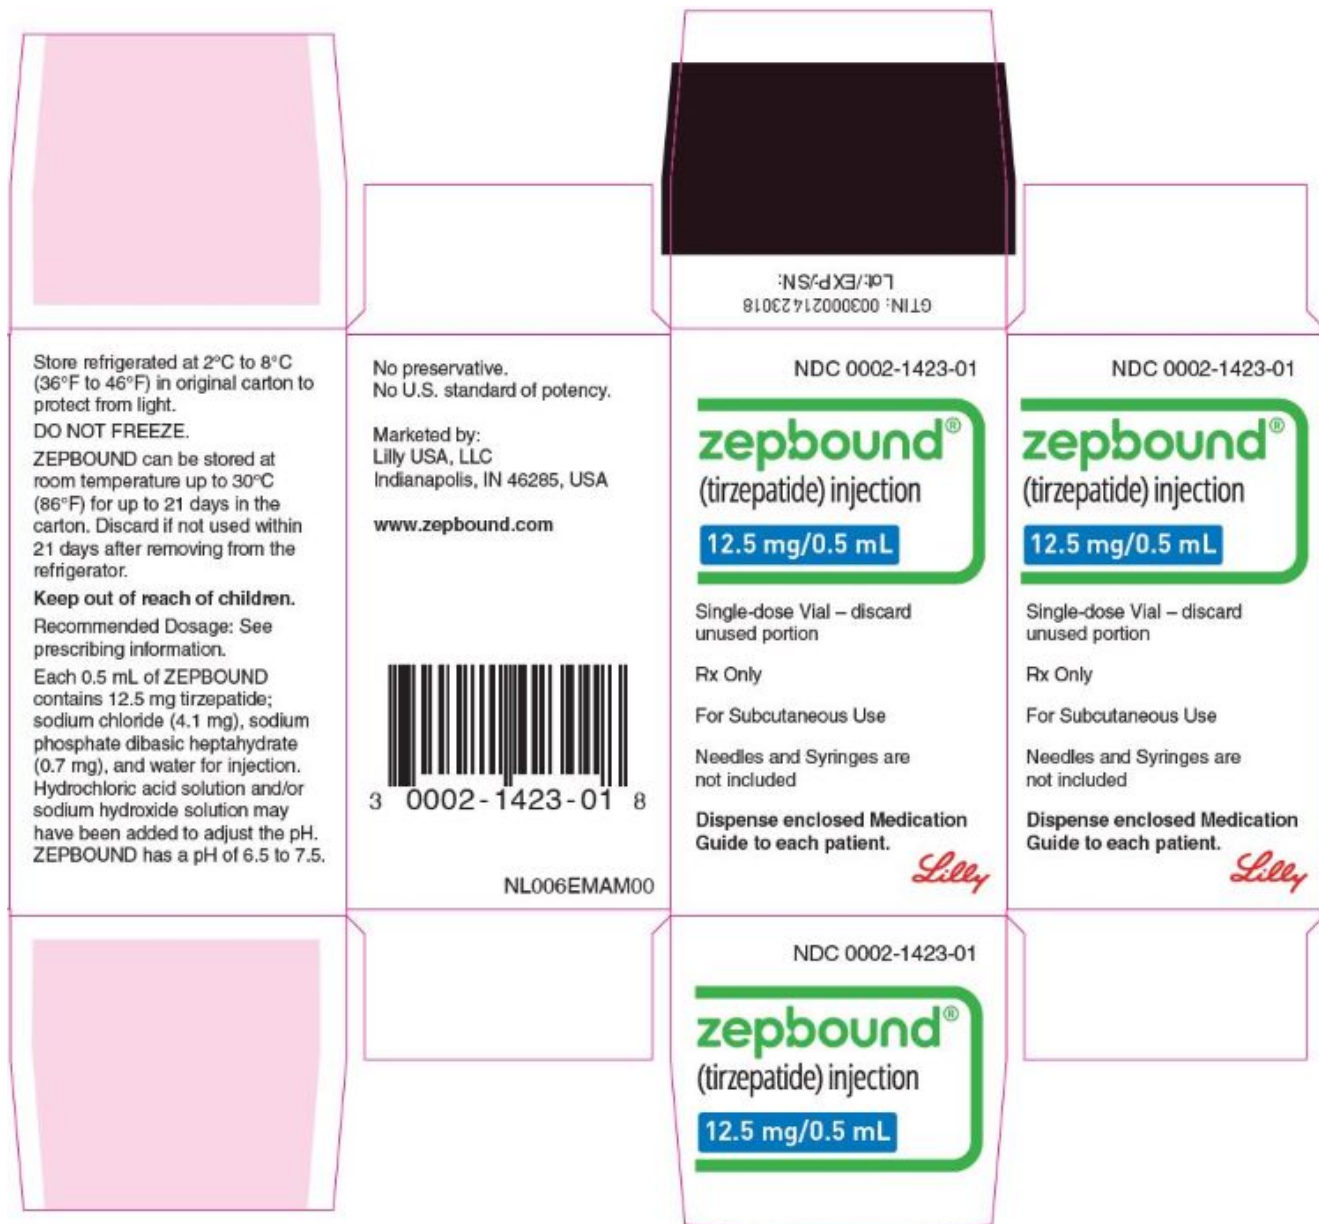 GTIN: 00300021423018
Lot:/EXP:/SN:
Store refrigerated at 2°C to 8°C
(36°F to 46°F) in original carton to
protect from light.
DO NOT FREEZE.
ZEPBOUND can be stored at
room temperature up to 30°C
(86°F) for up to 21 days in the
carton. Discard if not used within
21 days after removing from the
refrigerator.
Keep out of reach of children.
Recommended Dosage: See
prescribing information.
Each 0.5 mL of ZEPBOUND
contains 12.5 mg tirzepatide;
sodium chloride (4.1 mg), sodium
phosphate dibasic heptahydrate
(0.7 mg), and water for injection.
Hydrochloric acid solution and/or
sodium hydroxide solution may
have been added to adjust the pH.
ZEPBOUND has a pH of 6.5 to 7.5.
No preservative.
No U.S. standard of potency.
Marketed by:
Lilly USA, LLC
Indianapolis, IN 46285, USA
www.zepbound.com
3 0002-1423-01 8
NL006EMAM00
NDC 0002-1423-01
zepbound®
(tirzepatide) injection
12.5 mg/0.5 mL
Single-dose Vial – discard
unused portion
Rx Only
For Subcutaneous Use
Needles and Syringes are
not included
Dispense enclosed Medication
Guide to each patient.
Lilly
NDC 0002-1423-01
zepbound®
(tirzepatide) injection
12.5 mg/0.5 mL
Single-dose Vial – discard
unused portion
Rx Only
For Subcutaneous Use
Needles and Syringes are
not included
Dispense enclosed Medication
Guide to each patient.
Lilly
NDC 0002-1423-01
zepbound®
(tirzepatide) injection
12.5 mg/0.5 mL